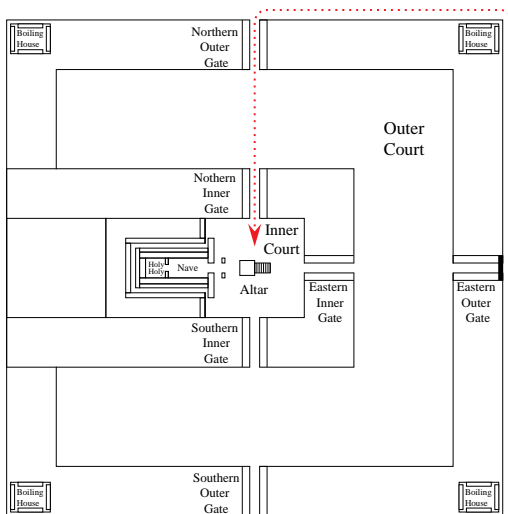 Boiling
House
Northern
Outer
Gate
Boiling
House
Outer
Court
Nothern
Inner
Gate
Inner
Court
Holy
Holy
Nave
Altar
Eastern
Inner
Gate
Eastern
Outer
Gate
Southern
Inner
Gate
Southern
Outer
Gate
Boiling
House
Boiling
House